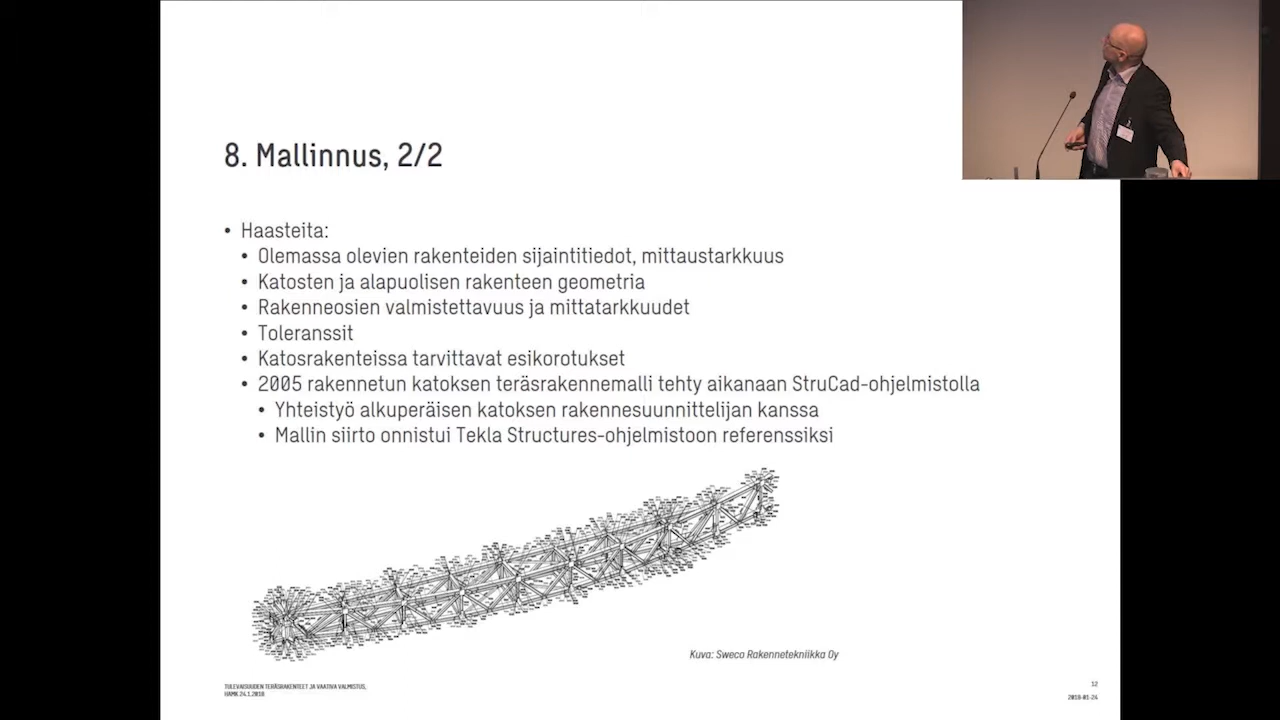 8. Mallinnus, 2/2
• Haasteita:
• Olemassa olevien rakenteiden sijaintitiedot, mittaustarkkuus
• Katosten ja alapuolisen rakenteen geometria
• Rakenneosien valmistettavuus ja mittatarkkuudet
• Toleranssit
• Katosrakenteissa tarvittavat esikorotukset
• 2005 rakennetun katoksen teräsrakennemalli tehty aikanaan StruCad-ohjelmistolla
• Yhteistyö alkuperäisen katoksen rakennesuunnittelijan kanssa
• Mallin siirto onnistui Tekla Structures-ohjelmistoon referenssiksi
Kuva: Sweco Rakennetekniikka Oy
TULEVAISUUDEN TERÄSRAKENTEET JA VAATIVA VALMISTUS,
HAMK 24.1.2018
12
2018-01-24